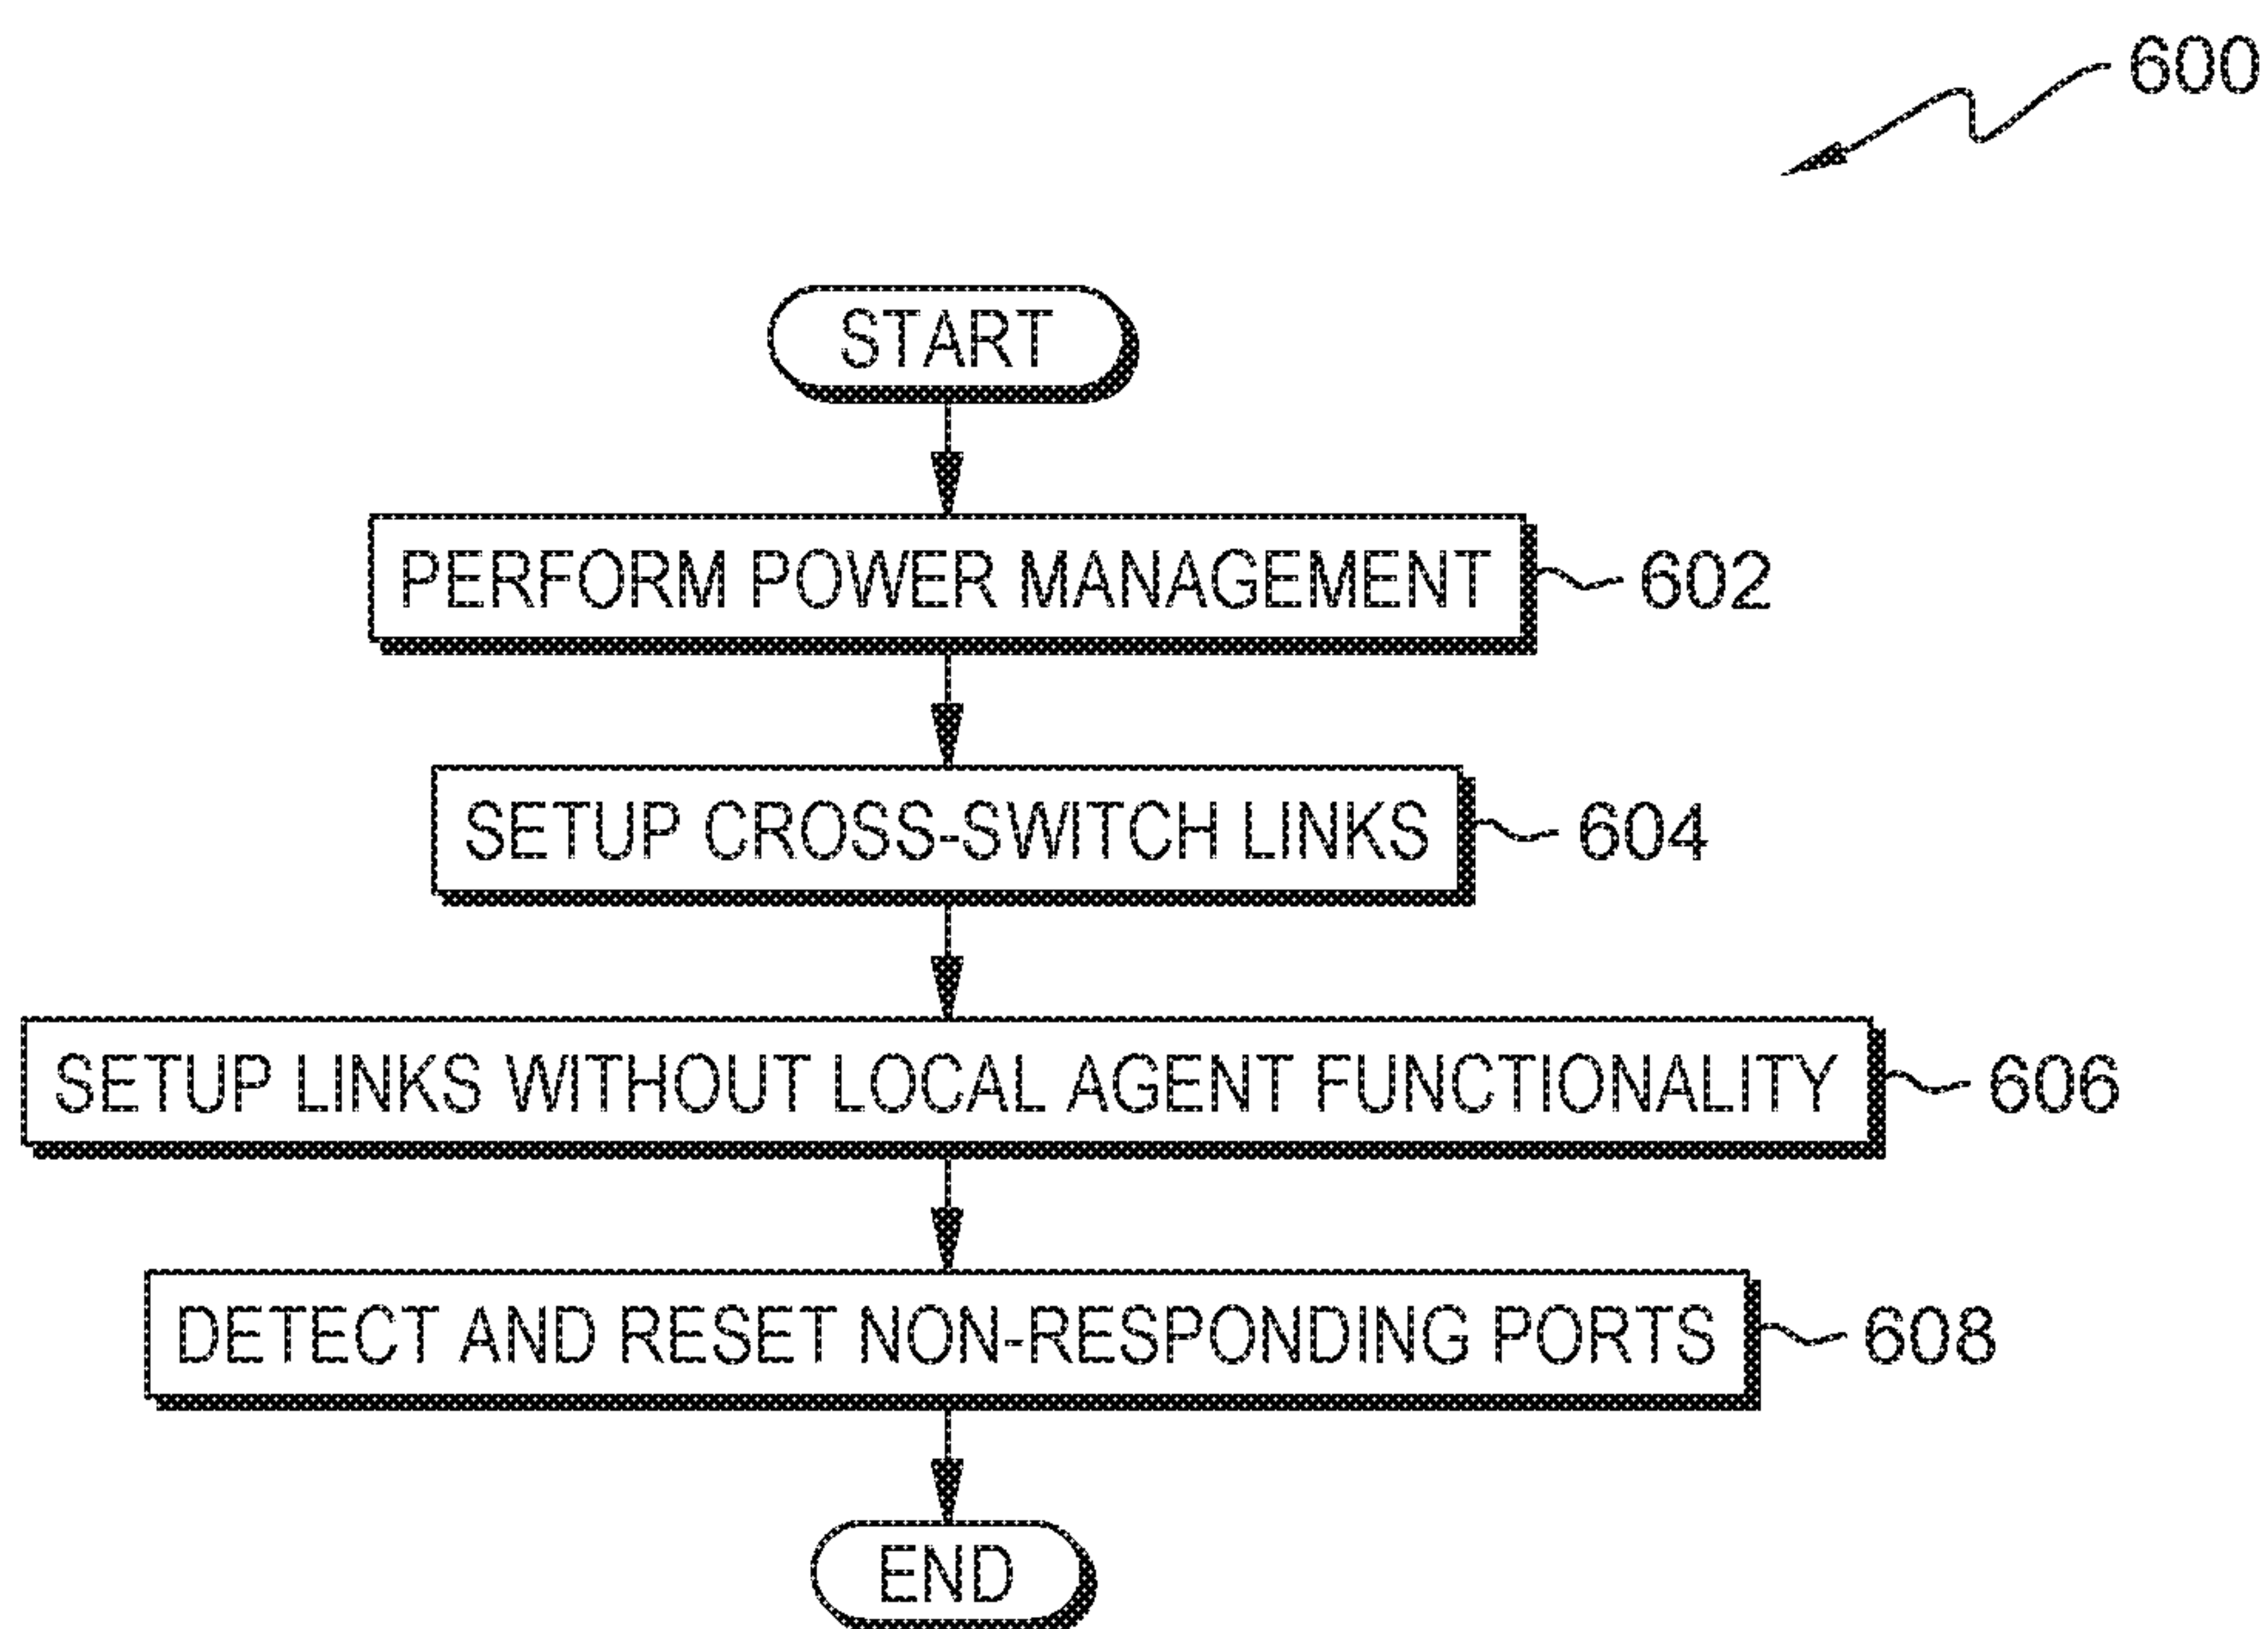 600
START
PERFORM POWER MANAGEMENT 602
SETUP CROSS-SWITCH LINKS 604
SETUP LINKS WITHOUT LOCAL AGENT FUNCTIONALITY 606
DETECT AND RESET NON-RESPONDING PORTS 608
END